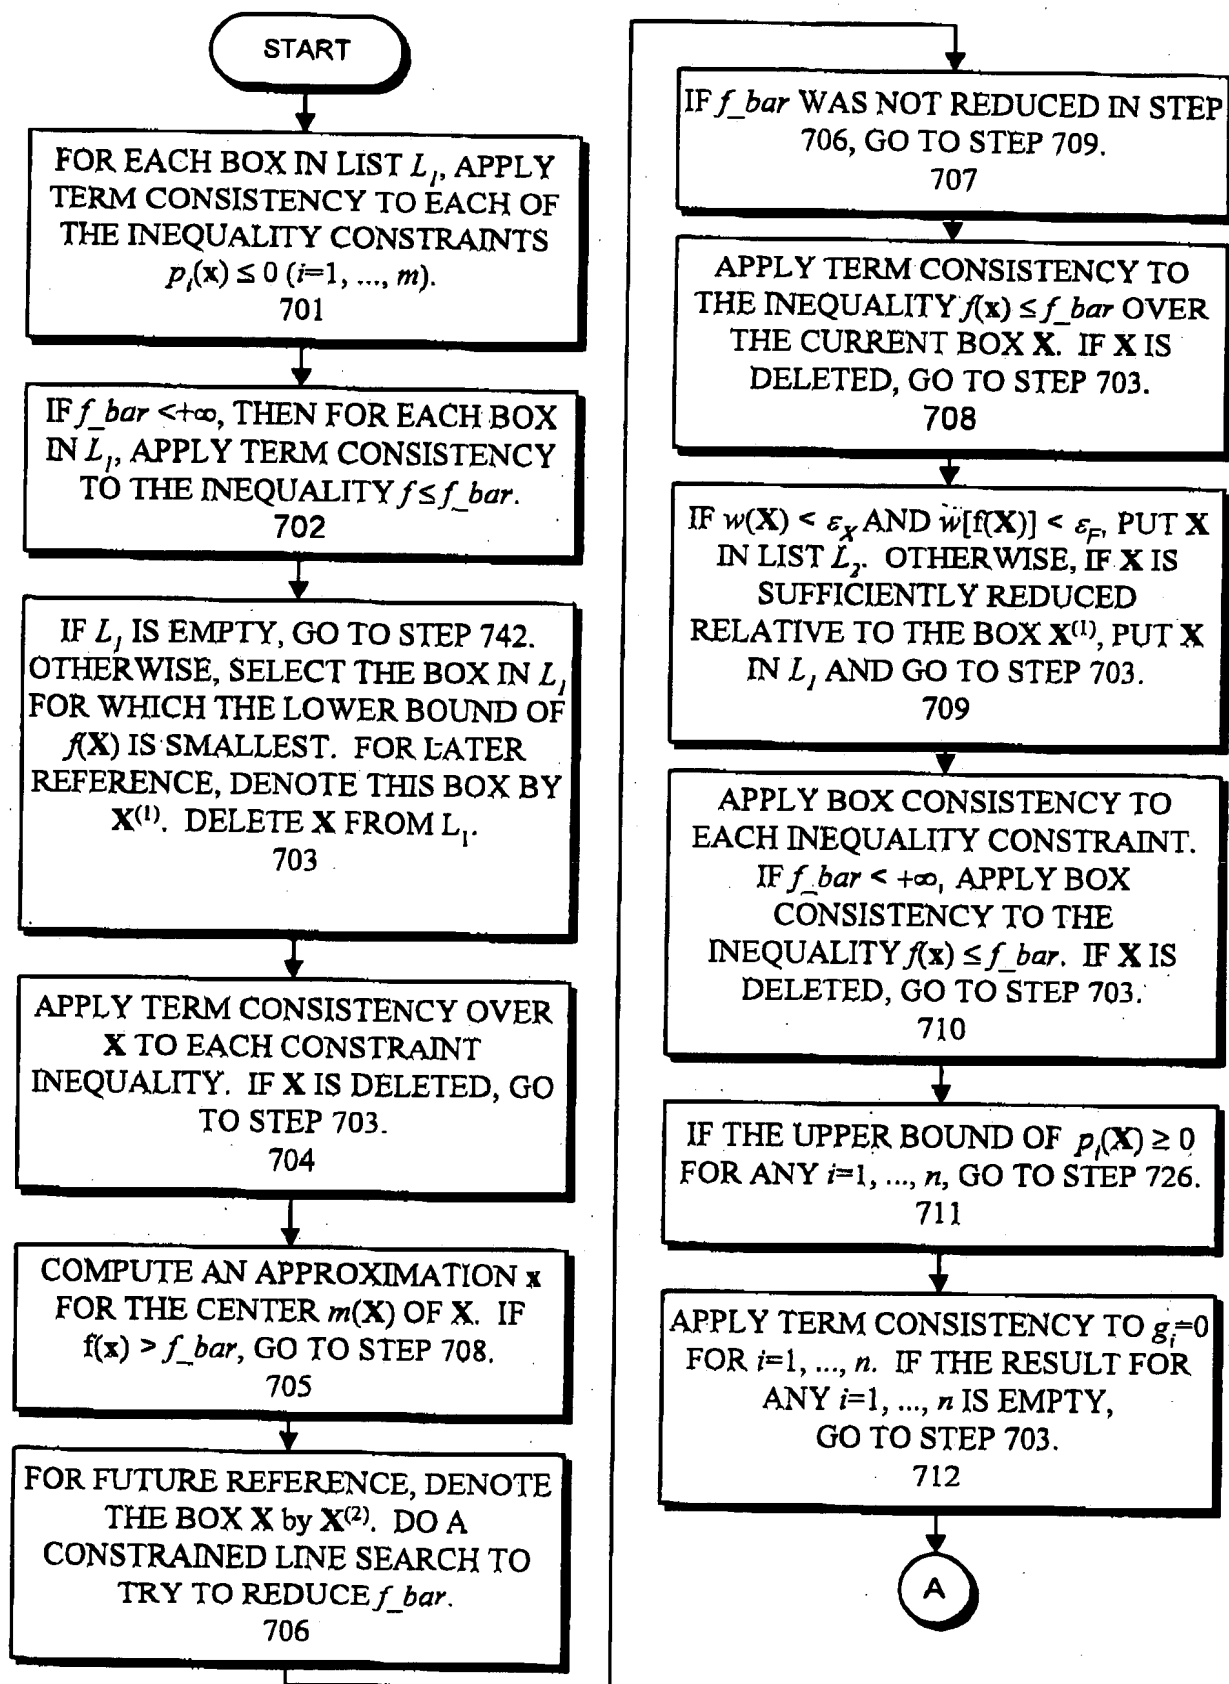 START
FOR EACH BOX IN LIST L₁, APPLY
TERM CONSISTENCY TO EACH OF
THE INEQUALITY CONSTRAINTS
pᵢ(x) ≤ 0 (i=1, ..., m).
701
IF f_bar <+∞, THEN FOR EACH BOX
IN L₁, APPLY TERM CONSISTENCY
TO THE INEQUALITY f ≤ f_bar.
702
IF L₁ IS EMPTY, GO TO STEP 742.
OTHERWISE, SELECT THE BOX IN L₁
FOR WHICH THE LOWER BOUND OF
f(X) IS SMALLEST. FOR LATER
REFERENCE, DENOTE THIS BOX BY
X⁽¹⁾. DELETE X FROM L₁.
703
APPLY TERM CONSISTENCY OVER
X TO EACH CONSTRAINT
INEQUALITY. IF X IS DELETED, GO
TO STEP 703.
704
COMPUTE AN APPROXIMATION x
FOR THE CENTER m(X) OF X. IF
f(x) > f_bar, GO TO STEP 708.
705
FOR FUTURE REFERENCE, DENOTE
THE BOX X by X⁽²⁾. DO A
CONSTRAINED LINE SEARCH TO
TRY TO REDUCE f_bar.
706
IF f_bar WAS NOT REDUCED IN STEP
706, GO TO STEP 709.
707
APPLY TERM CONSISTENCY TO
THE INEQUALITY f(x) ≤ f_bar OVER
THE CURRENT BOX X. IF X IS
DELETED, GO TO STEP 703.
708
IF w(X) < ε_X AND w[f(X)] < ε_F, PUT X
IN LIST L₂. OTHERWISE, IF X IS
SUFFICIENTLY REDUCED
RELATIVE TO THE BOX X⁽¹⁾, PUT X
IN L₁ AND GO TO STEP 703.
709
APPLY BOX CONSISTENCY TO
EACH INEQUALITY CONSTRAINT.
IF f_bar < +∞, APPLY BOX
CONSISTENCY TO THE
INEQUALITY f(x) ≤ f_bar. IF X IS
DELETED, GO TO STEP 703.
710
IF THE UPPER BOUND OF pᵢ(X) ≥ 0
FOR ANY i=1, ..., n, GO TO STEP 726.
711
APPLY TERM CONSISTENCY TO gᵢ=0
FOR i=1, ..., n. IF THE RESULT FOR
ANY i=1, ..., n IS EMPTY,
GO TO STEP 703.
712
A